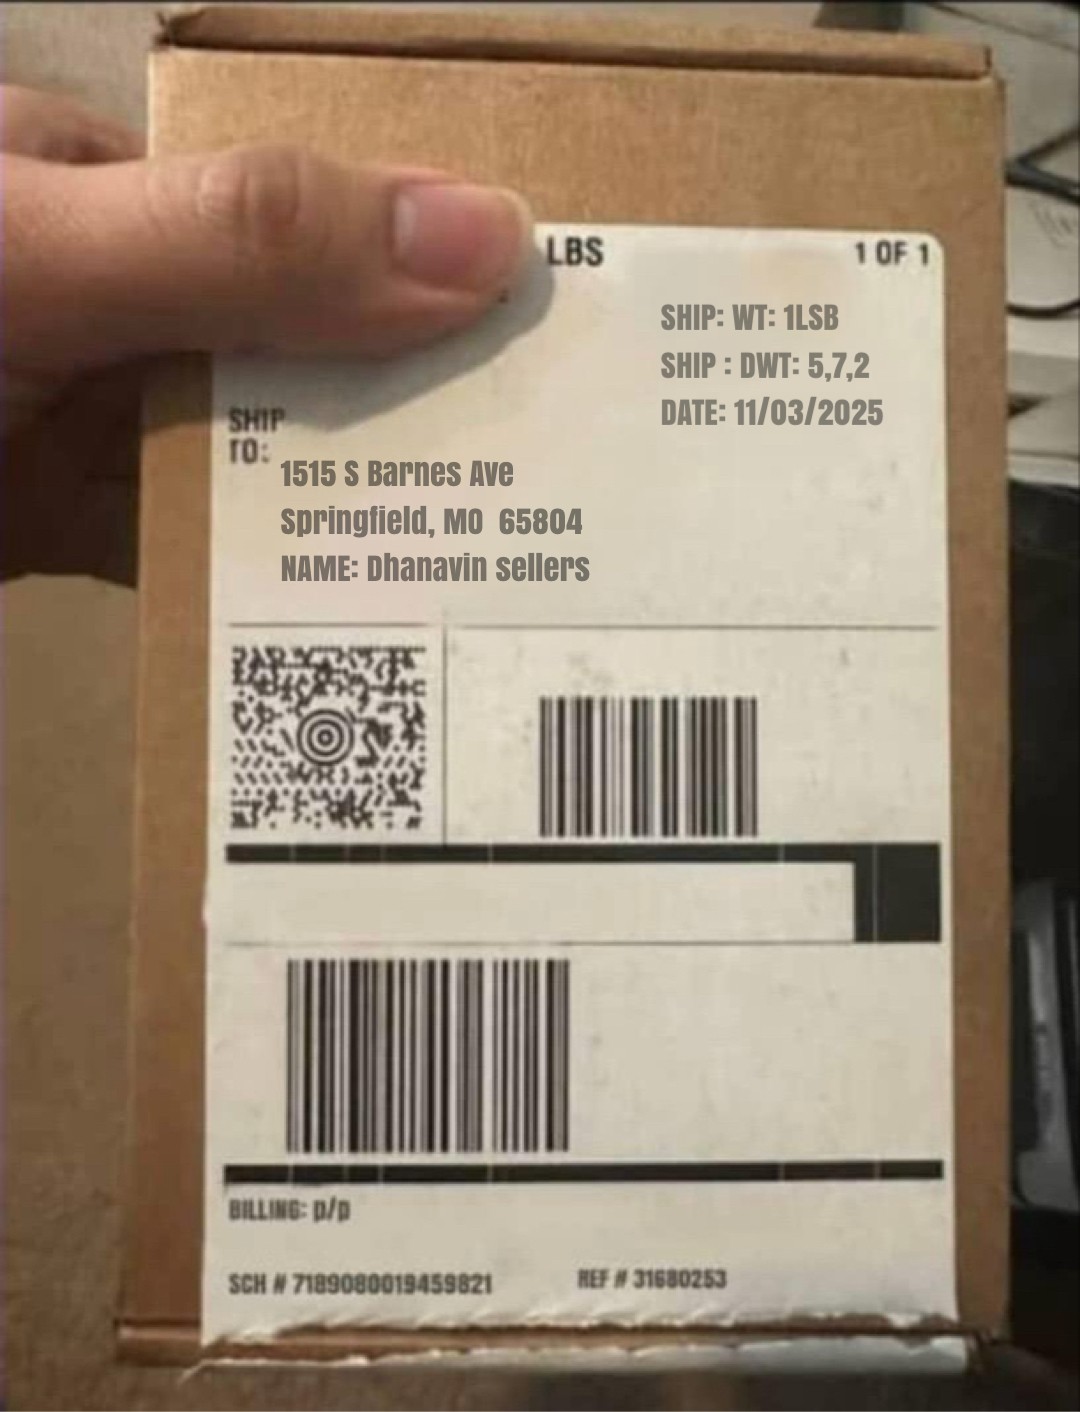 LBS
1 OF 1
SHIP: WT: 1LSB
SHIP : DWT: 5,7,2
DATE: 11/03/2025
SHIP
TO:
1515 S Barnes Ave
Springfield, MO 65804
NAME: Dhanavin sellers
BILLING: p/p
SCH # 7189080019459821
REF # 31680253